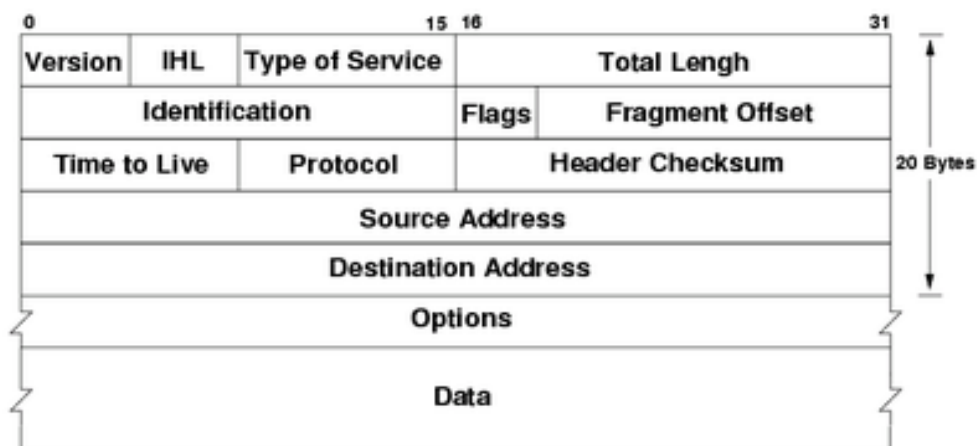 0 15 16 31
Version IHL Type of Service Total Lengh
Identification Flags Fragment Offset
Time to Live Protocol Header Checksum
20 Bytes
Source Address
Destination Address
Options
Data